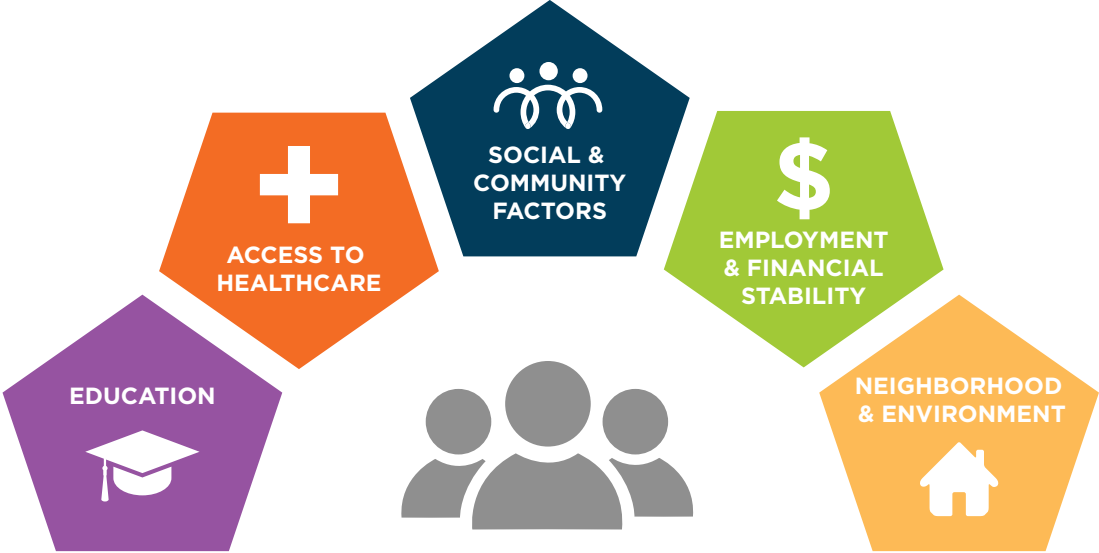 EDUCATION
ACCESS TO
HEALTHCARE
SOCIAL &
COMMUNITY
FACTORS
$
EMPLOYMENT
& FINANCIAL
STABILITY
NEIGHBORHOOD
& ENVIRONMENT